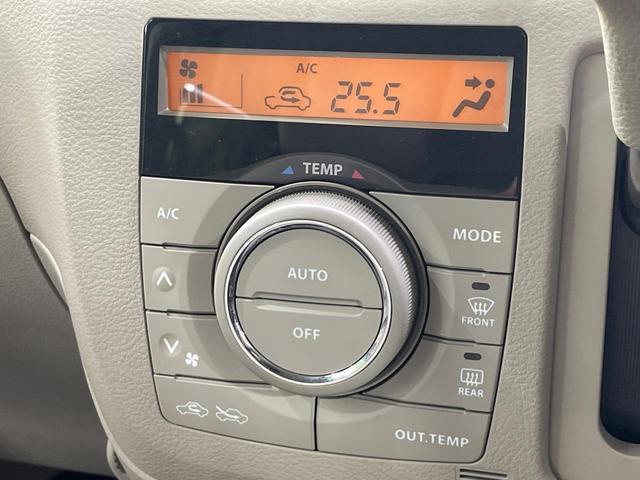 A/C
25.5
TEMP
A/C
MODE
AUTO
OFF
FRONT
REAR
OUT.TEMP